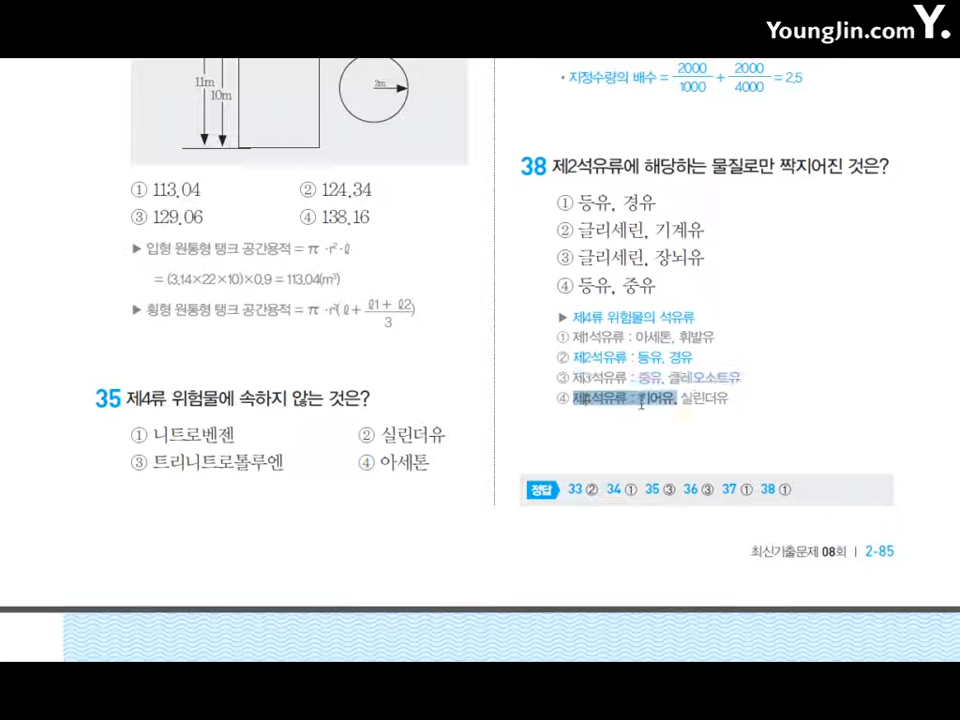 YoungJin.com Y.
11m
10m
2m
① 113.04 ② 124.34
③ 129.06 ④ 138.16
▶ 입형 원통형 탱크 공간용적 = π ·r²·ℓ
= (3.14×22×10)×0.9 = 113.04(m³)
▶ 횡형 원통형 탱크 공간용적 = π ·r²(ℓ + ℓ1 + ℓ2 / 3)
35 제4류 위험물에 속하지 않는 것은?
① 니트로벤젠 ② 실린더유
③ 트리니트로톨루엔 ④ 아세톤
• 지정수량의 배수 = 2000/1000 + 2000/4000 = 2.5
38 제2석유류에 해당하는 물질로만 짝지어진 것은?
① 등유, 경유
② 글리세린, 기계유
③ 글리세린, 장뇌유
④ 등유, 중유
▶ 제4류 위험물의 석유류
① 제1석유류 : 아세톤, 휘발유
② 제2석유류 : 등유, 경유
③ 제3석유류 : 중유, 클레오소트유
④ 제4석유류 : 기어유, 실린더유
정답 33 ② 34 ① 35 ③ 36 ③ 37 ① 38 ①
최신기출문제 08회 | 2-85